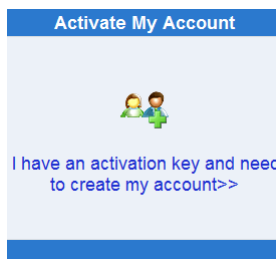 Activate My Account
I have an activation key and need
to create my account>>